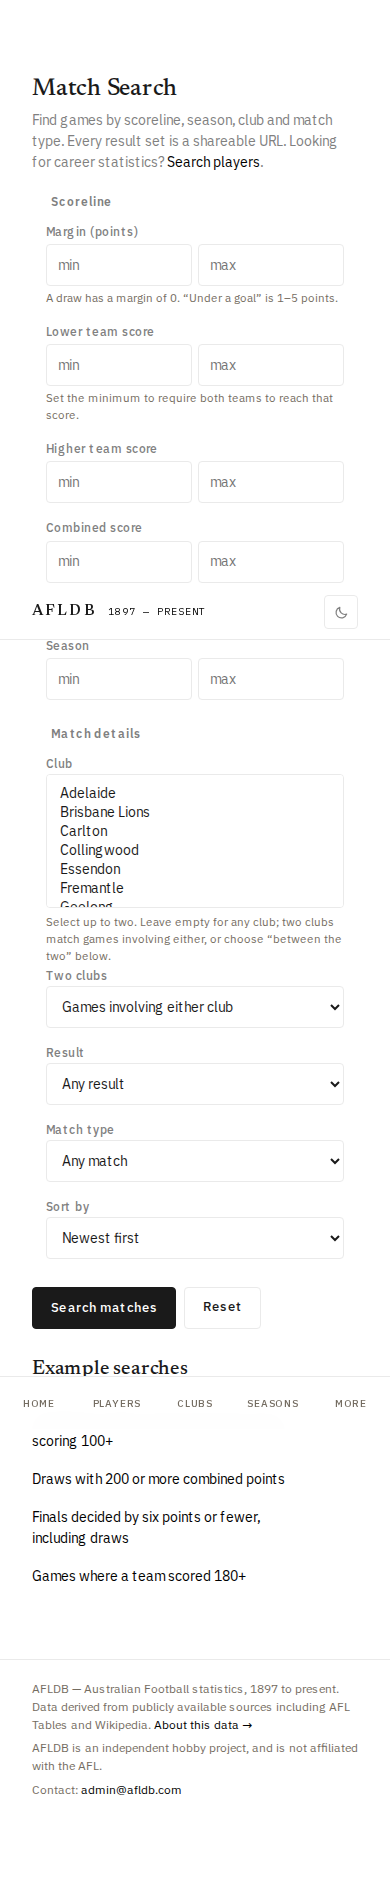 Match Search
Find games by scoreline, season, club and match
type. Every result set is a shareable URL. Looking
for career statistics? Search players.
Scoreline
Margin (points)
min max
A draw has a margin of 0. “Under a goal” is 1–5 points.
Lower team score
min max
Set the minimum to require both teams to reach that
score.
Higher team score
min max
Combined score
min max
AFLDB 1897 — PRESENT
Season
min max
Match details
Club
Adelaide
Brisbane Lions
Carlton
Collingwood
Essendon
Fremantle
Geelong
Select up to two. Leave empty for any club; two clubs
match games involving either, or choose “between the
two” below.
Two clubs
Games involving either club
Result
Any result
Match type
Any match
Sort by
Newest first
Search matches Reset
Example searches
HOME PLAYERS CLUBS SEASONS MORE
scoring 100+
Draws with 200 or more combined points
Finals decided by six points or fewer,
including draws
Games where a team scored 180+
AFLDB — Australian Football statistics, 1897 to present.
Data derived from publicly available sources including AFL
Tables and Wikipedia. About this data →
AFLDB is an independent hobby project, and is not affiliated
with the AFL.
Contact: admin@afldb.com